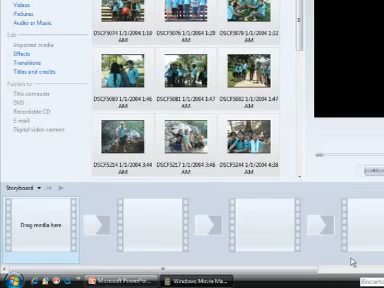 Videos
Pictures
Audio or Music
Edit
Imported media
Effects
Transitions
Titles and credits
Publish to
This computer
DVD
Recordable CD
E-mail
Digital video camera
DSCF5074 1/1/2004 1:19 AM
DSCF5076 1/1/2004 1:20 AM
DSCF5079 1/1/2004 1:32 AM
DSCF5080 1/1/2004 1:46 AM
DSCF5081 1/1/2004 1:47 AM
DSCF5082 1/1/2004 1:47 AM
DSCF5214 1/1/2004 3:44 AM
DSCF5217 1/1/2004 3:46 AM
DSCF5244 1/1/2004 4:38 AM
Storyboard
Drag media here
Microsoft PowerPoi...
Windows Movie Ma...